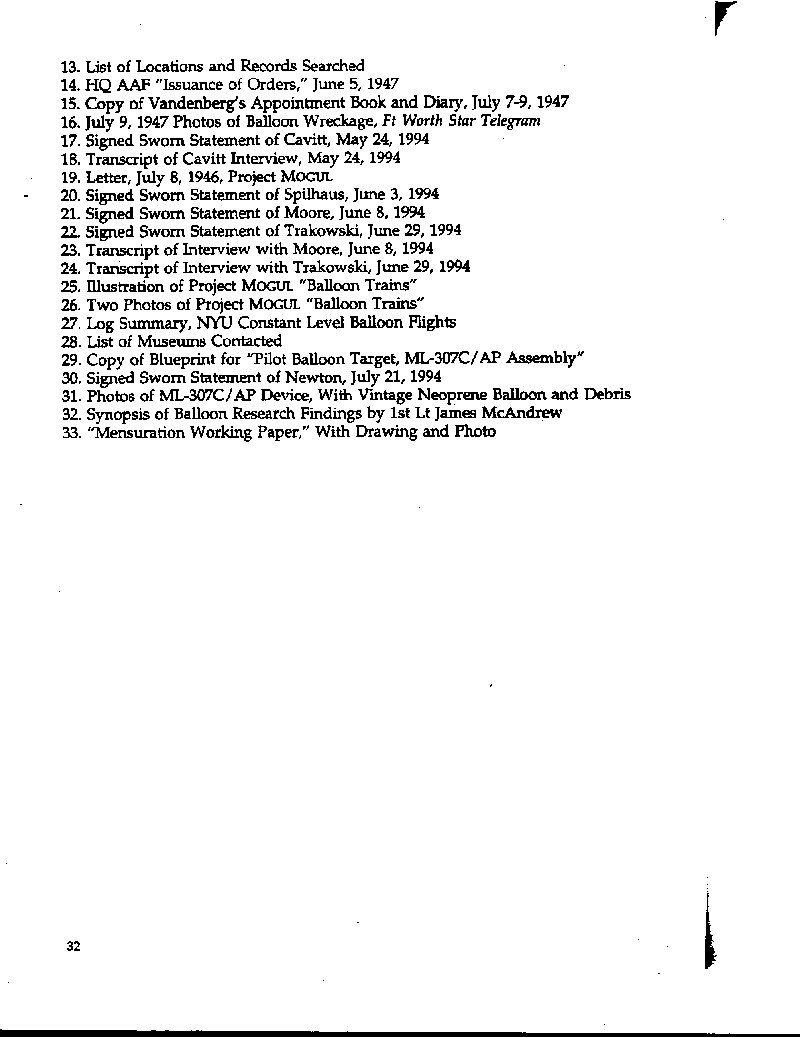 13. List of Locations and Records Searched
14. HQ AAF "Issuance of Orders," June 5, 1947
15. Copy of Vandenberg's Appointment Book and Diary, July 7-9, 1947
16. July 9, 1947 Photos of Balloon Wreckage, Ft Worth Star Telegram
17. Signed Sworn Statement of Cavitt, May 24, 1994
18. Transcript of Cavitt Interview, May 24, 1994
19. Letter, July 8, 1946, Project MOGUL
20. Signed Sworn Statement of Spilhaus, June 3, 1994
21. Signed Sworn Statement of Moore, June 8, 1994
22. Signed Sworn Statement of Trakowski, June 29, 1994
23. Transcript of Interview with Moore, June 8, 1994
24. Transcript of Interview with Trakowski, June 29, 1994
25. Illustration of Project MOGUL "Balloon Trains"
26. Two Photos of Project MOGUL "Balloon Trains"
27. Log Summary, NYU Constant Level Balloon Flights
28. List of Museums Contacted
29. Copy of Blueprint for "Pilot Balloon Target, ML-307C/AP Assembly"
30. Signed Sworn Statement of Newton, July 21, 1994
31. Photos of ML-307C/AP Device, With Vintage Neoprene Balloon and Debris
32. Synopsis of Balloon Research Findings by 1st Lt James McAndrew
33. "Mensuration Working Paper," With Drawing and Photo
32